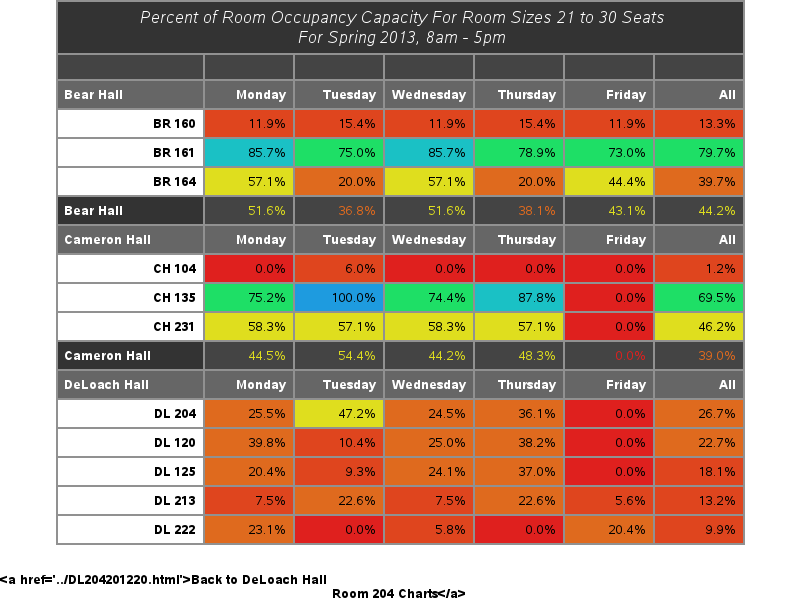 Percent of Room Occupancy Capacity For Room Sizes 21 to 30 Seats
For Spring 2013, 8am - 5pm
Bear Hall Monday Tuesday Wednesday Thursday Friday All
BR 160 11.9% 15.4% 11.9% 15.4% 11.9% 13.3%
BR 161 85.7% 75.0% 85.7% 78.9% 73.0% 79.7%
BR 164 57.1% 20.0% 57.1% 20.0% 44.4% 39.7%
Bear Hall 51.6% 36.8% 51.6% 38.1% 43.1% 44.2%
Cameron Hall Monday Tuesday Wednesday Thursday Friday All
CH 104 0.0% 6.0% 0.0% 0.0% 0.0% 1.2%
CH 135 75.2% 100.0% 74.4% 87.8% 0.0% 69.5%
CH 231 58.3% 57.1% 58.3% 57.1% 0.0% 46.2%
Cameron Hall 44.5% 54.4% 44.2% 48.3% 0.0% 39.0%
DeLoach Hall Monday Tuesday Wednesday Thursday Friday All
DL 204 25.5% 47.2% 24.5% 36.1% 0.0% 26.7%
DL 120 39.8% 10.4% 25.0% 38.2% 0.0% 22.7%
DL 125 20.4% 9.3% 24.1% 37.0% 0.0% 18.1%
DL 213 7.5% 22.6% 7.5% 22.6% 5.6% 13.2%
DL 222 23.1% 0.0% 5.8% 0.0% 20.4% 9.9%
<a href='../DL204201220.html'>Back to DeLoach Hall
Room 204 Charts</a>